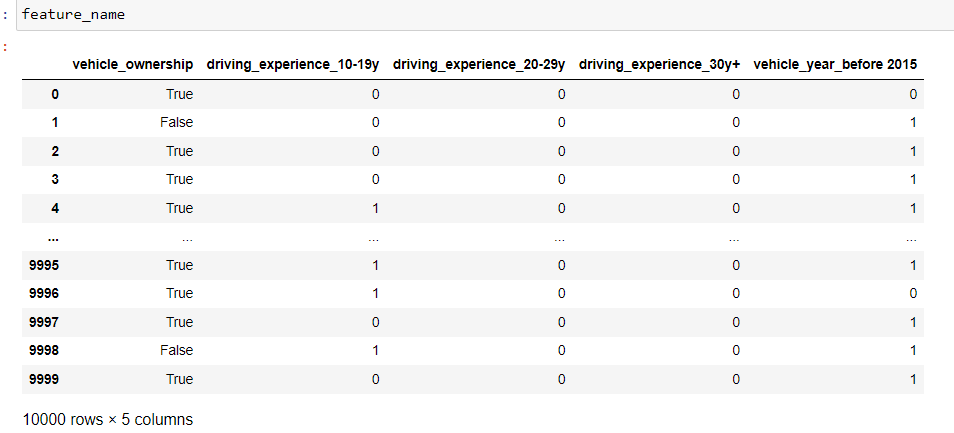 : feature_name
:
vehicle_ownership driving_experience_10-19y driving_experience_20-29y driving_experience_30y+ vehicle_year_before 2015
0 True 0 0 0 0
1 False 0 0 0 1
2 True 0 0 0 1
3 True 0 0 0 1
4 True 1 0 0 1
... ... ... ... ... ...
9995 True 1 0 0 1
9996 True 1 0 0 0
9997 True 0 0 0 1
9998 False 1 0 0 1
9999 True 0 0 0 1
10000 rows × 5 columns